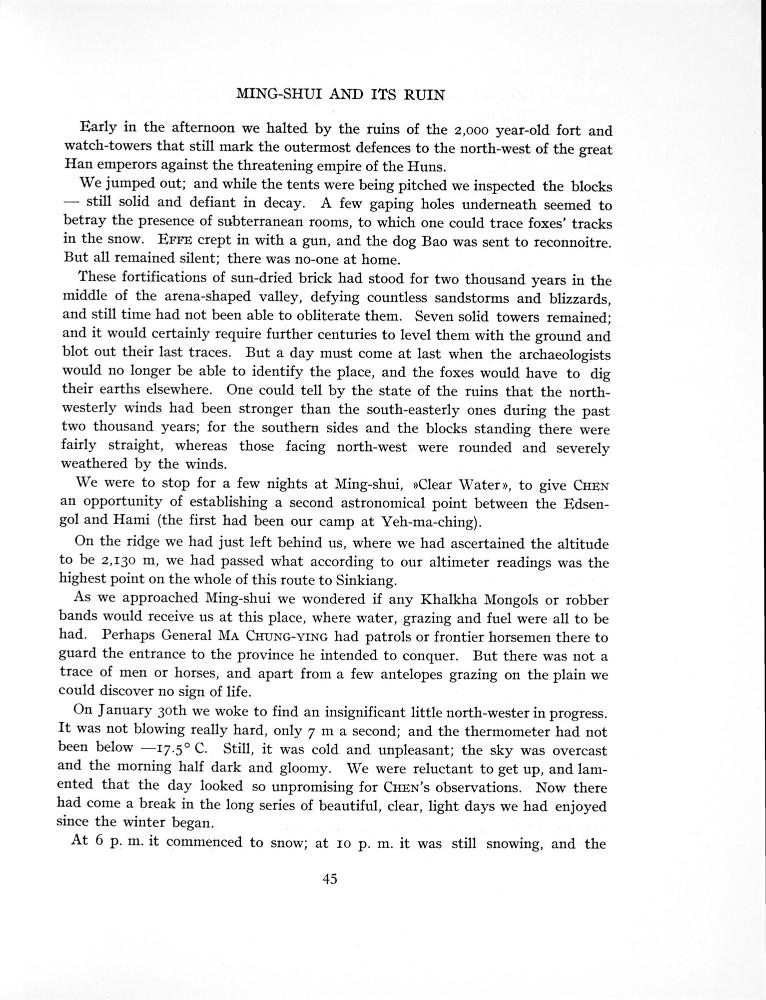 MING-SHUI AND ITS RUIN
Early in the afternoon we halted by the ruins of the 2,000 year-old fort and
watch-towers that still mark the outermost defences to the north-west of the great
Han emperors against the threatening empire of the Huns.
We jumped out; and while the tents were being pitched we inspected the blocks
— still solid and defiant in decay. A few gaping holes underneath seemed to
betray the presence of subterranean rooms, to which one could trace foxes' tracks
in the snow. EFFE crept in with a gun, and the dog Bao was sent to reconnoitre.
But all remained silent; there was no-one at home.
These fortifications of sun-dried brick had stood for two thousand years in the
middle of the arena-shaped valley, defying countless sandstorms and blizzards,
and still time had not been able to obliterate them. Seven solid towers remained;
and it would certainly require further centuries to level them with the ground and
blot out their last traces. But a day must come at last when the archaeologists
would no longer be able to identify the place, and the foxes would have to dig
their earths elsewhere. One could tell by the state of the ruins that the north-
westerly winds had been stronger than the south-easterly ones during the past
two thousand years; for the southern sides and the blocks standing there were
fairly straight, whereas those facing north-west were rounded and severely
weathered by the winds.
We were to stop for a few nights at Ming-shui, »Clear Water», to give CHEN
an opportunity of establishing a second astronomical point between the Edsen-
gol and Hami (the first had been our camp at Yeh-ma-ching).
On the ridge we had just left behind us, where we had ascertained the altitude
to be 2,130 m, we had passed what according to our altimeter readings was the
highest point on the whole of this route to Sinkiang.
As we approached Ming-shui we wondered if any Khalkha Mongols or robber
bands would receive us at this place, where water, grazing and fuel were all to be
had. Perhaps General MA CHUNG-YING had patrols or frontier horsemen there to
guard the entrance to the province he intended to conquer. But there was not a
trace of men or horses, and apart from a few antelopes grazing on the plain we
could discover no sign of life.
On January 30th we woke to find an insignificant little north-wester in progress.
It was not blowing really hard, only 7 m a second; and the thermometer had not
been below —17.5° C. Still, it was cold and unpleasant; the sky was overcast
and the morning half dark and gloomy. We were reluctant to get up, and lam-
ented that the day looked so unpromising for CHEN's observations. Now there
had come a break in the long series of beautiful, clear, light days we had enjoyed
since the winter began.
At 6 p. m. it commenced to snow; at 10 p. m. it was still snowing, and the
45